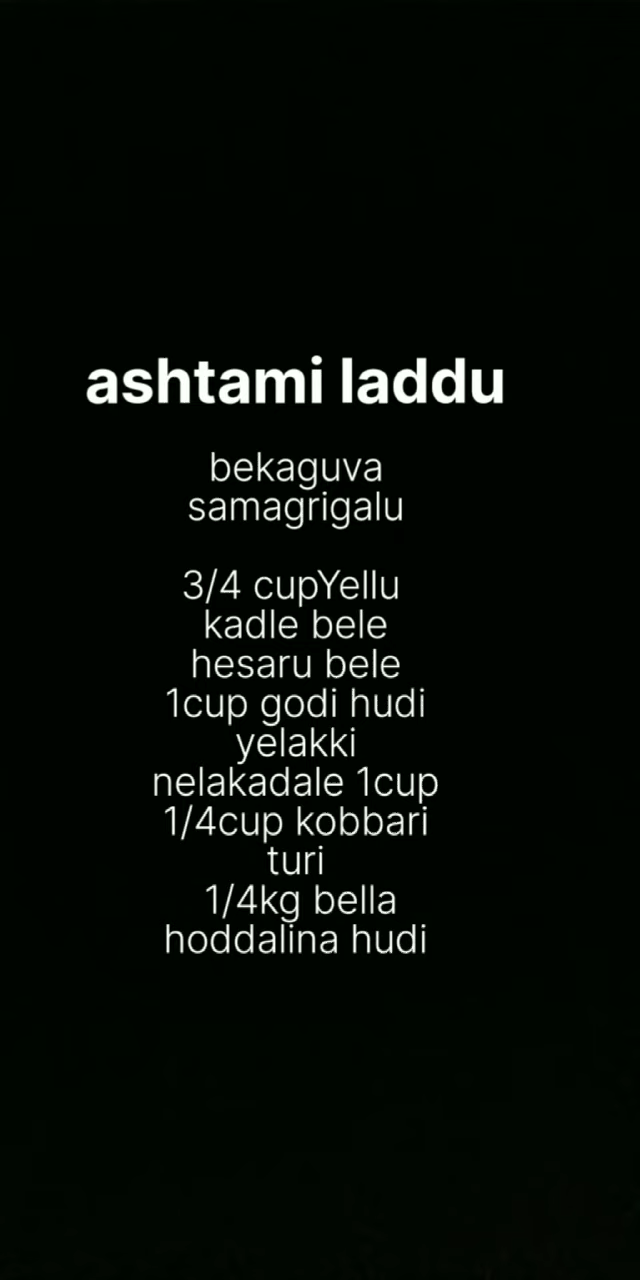 ashtami laddu
bekaguva
samagrigalu
3/4 cupYellu
kadle bele
hesaru bele
1cup godi hudi
yelakki
nelakadale 1cup
1/4cup kobbari
turi
1/4kg bella
hoddalina hudi